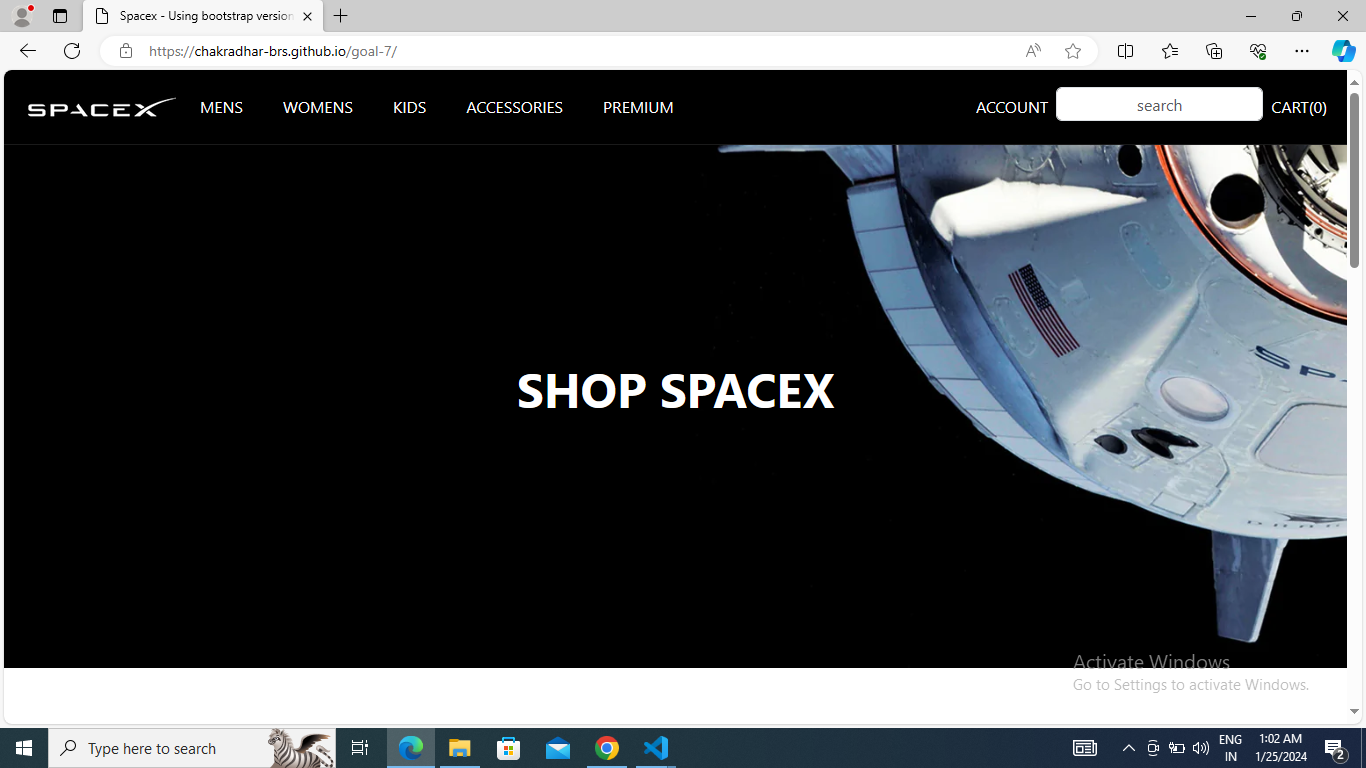 Spacex - Using bootstrap version
https://chakradhar-brs.github.io/goal-7/
SPACEX
MENS
WOMENS
KIDS
ACCESSORIES
PREMIUM
ACCOUNT
search
CART(0)
SHOP SPACEX
Activate Windows
Go to Settings to activate Windows.
Type here to search
ENG
IN
1:02 AM
1/25/2024
2